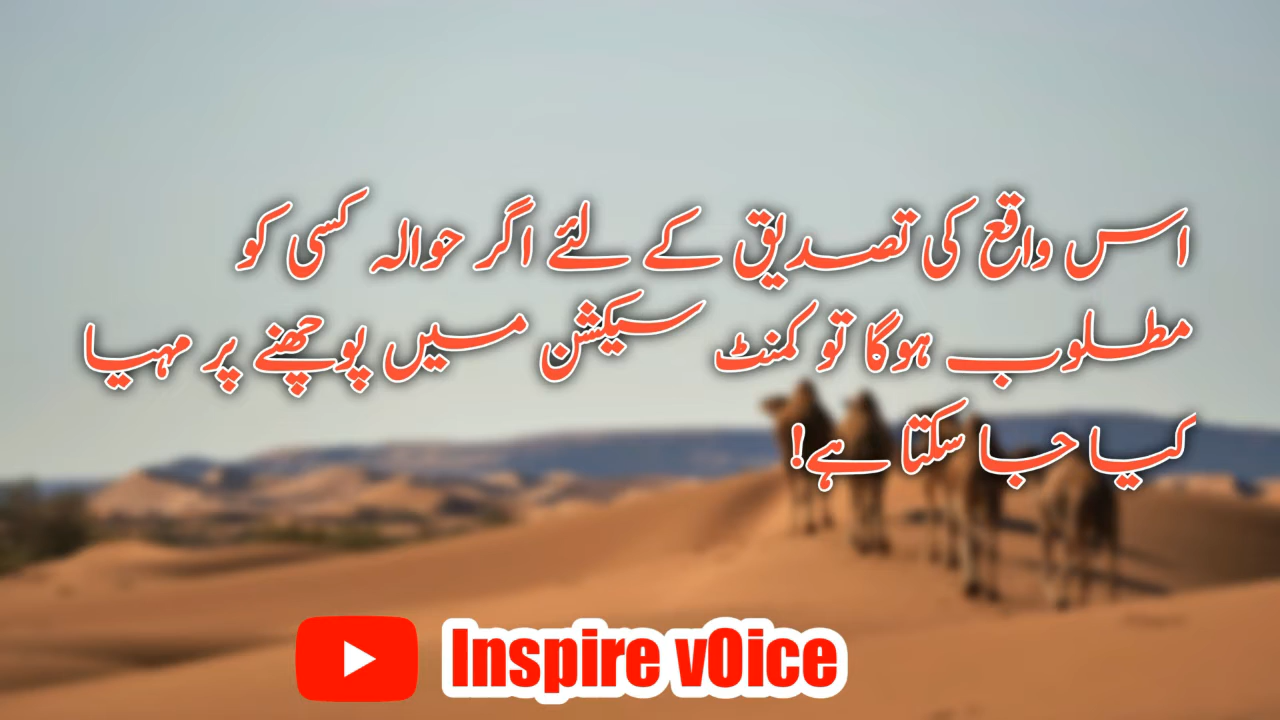 اس واقع کی تصدیق کے لئے اگر حوالہ کسی کو
مطلوب ہوگا تو کمنٹ سیکشن میں پوچھنے پر مہیا
کیا جا سکتا ہے!
Inspire v0ice